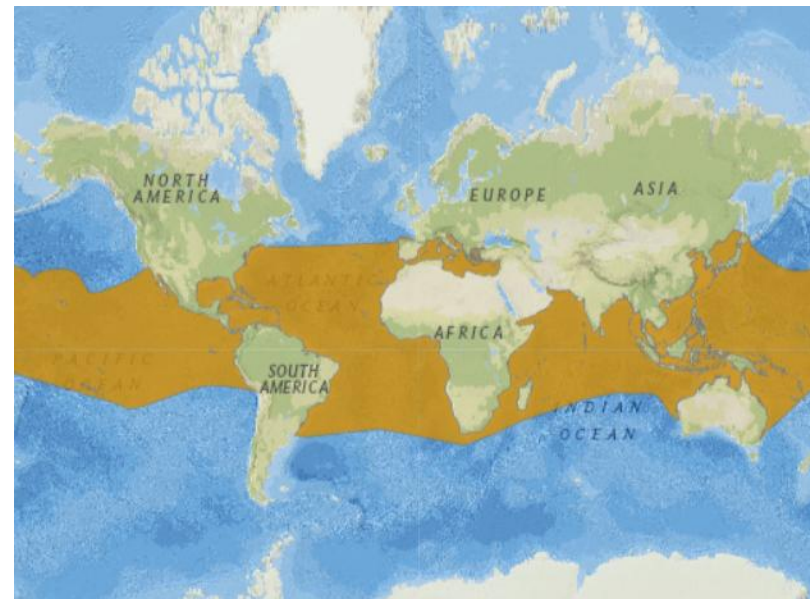 NORTH
AMERICA
EUROPE
ASIA
ATLANTIC
OCEAN
AFRICA
PACIFIC
OCEAN
SOUTH
AMERICA
INDIAN
OCEAN